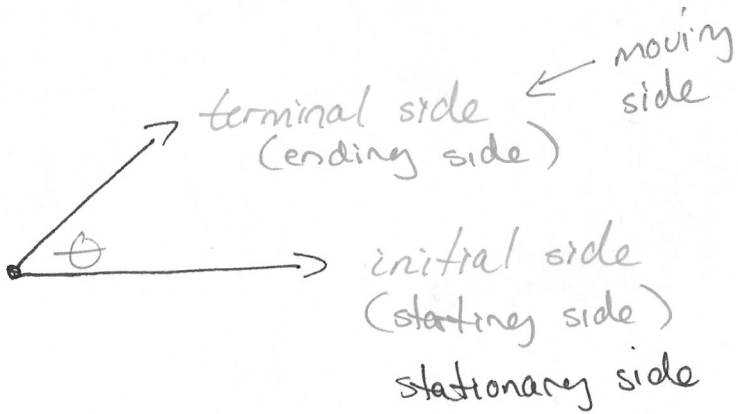 moving
side
terminal side
(ending side)
θ
initial side
(starting side)
stationary side